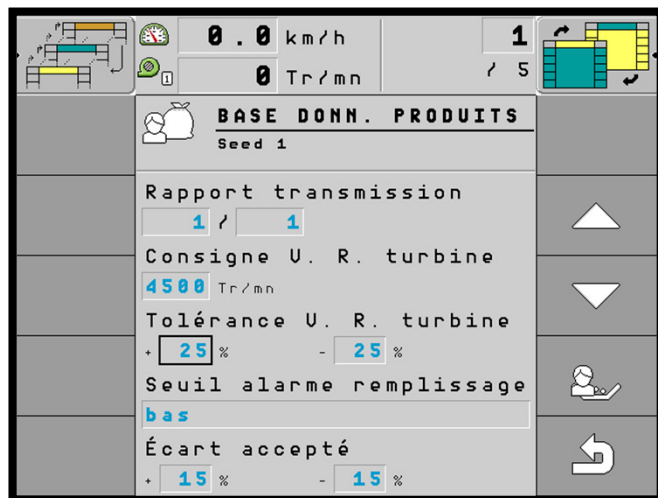 0.0 km/h
1
1
0 Tr/mn
/ 5
BASE DONN. PRODUITS
Seed 1
Rapport transmission
1 / 1
Consigne V. R. turbine
4500 Tr/mn
Tolérance V. R. turbine
+ 25 % - 25 %
Seuil alarme remplissage
bas
Écart accepté
+ 15 % - 15 %